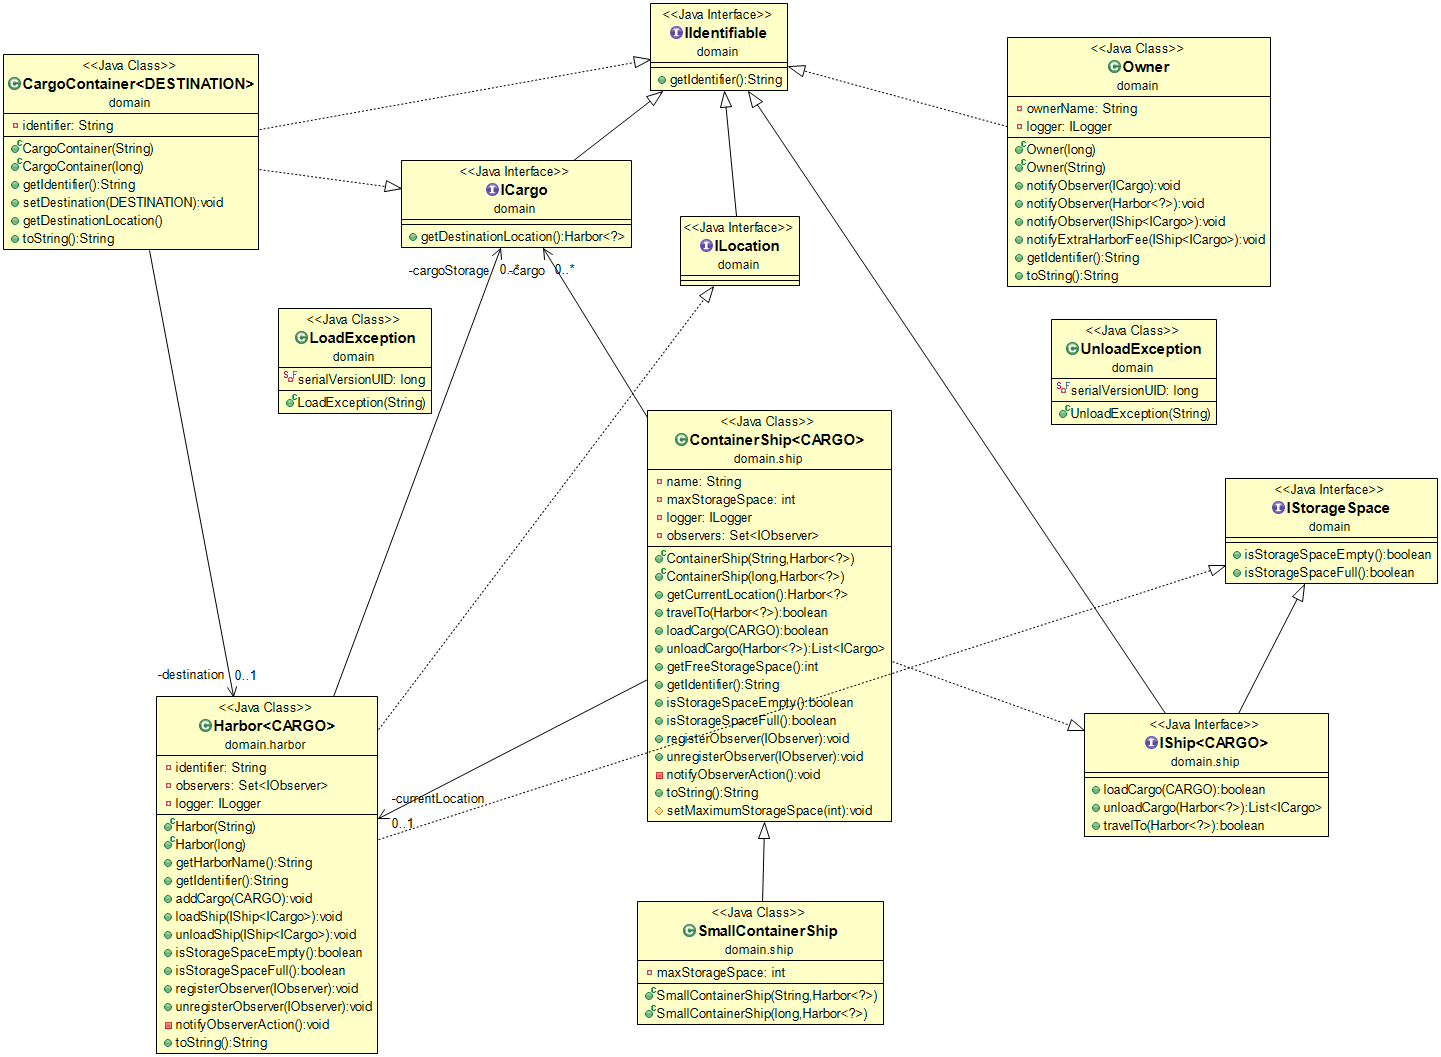 <<Java Interface>>
IIdentifiable
domain
getIdentifier():String
<<Java Class>>
CargoContainer<DESTINATION>
domain
identifier: String
CargoContainer(String)
CargoContainer(long)
getIdentifier():String
setDestination(DESTINATION):void
getDestinationLocation()
toString():String
<<Java Class>>
Owner
domain
ownerName: String
logger: ILogger
Owner(long)
Owner(String)
notifyObserver(ICargo):void
notifyObserver(Harbor<?>):void
notifyObserver(IShip<ICargo>):void
notifyExtraHarborFee(IShip<ICargo>):void
getIdentifier():String
toString():String
<<Java Interface>>
ICargo
domain
getDestinationLocation():Harbor<?>
<<Java Interface>>
ILocation
domain
-cargoStorage 0..*
-cargo 0..*
<<Java Class>>
LoadException
domain
serialVersionUID: long
LoadException(String)
<<Java Class>>
UnloadException
domain
serialVersionUID: long
UnloadException(String)
<<Java Class>>
ContainerShip<CARGO>
domain.ship
name: String
maxStorageSpace: int
logger: ILogger
observers: Set<IObserver>
ContainerShip(String,Harbor<?>)
ContainerShip(long,Harbor<?>)
getCurrentLocation():Harbor<?>
travelTo(Harbor<?>):boolean
loadCargo(CARGO):boolean
unloadCargo(Harbor<?>):List<ICargo>
getFreeStorageSpace():int
getIdentifier():String
isStorageSpaceEmpty():boolean
isStorageSpaceFull():boolean
registerObserver(IObserver):void
unregisterObserver(IObserver):void
notifyObserverAction():void
toString():String
setMaximumStorageSpace(int):void
<<Java Interface>>
IStorageSpace
domain
isStorageSpaceEmpty():boolean
isStorageSpaceFull():boolean
-destination 0..1
<<Java Class>>
Harbor<CARGO>
domain.harbor
identifier: String
observers: Set<IObserver>
logger: ILogger
Harbor(String)
Harbor(long)
getHarborName():String
getIdentifier():String
addCargo(CARGO):void
loadShip(IShip<ICargo>):void
unloadShip(IShip<ICargo>):void
isStorageSpaceEmpty():boolean
isStorageSpaceFull():boolean
registerObserver(IObserver):void
unregisterObserver(IObserver):void
notifyObserverAction():void
toString():String
-currentLocation
0..1
<<Java Interface>>
IShip<CARGO>
domain.ship
loadCargo(CARGO):boolean
unloadCargo(Harbor<?>):List<ICargo>
travelTo(Harbor<?>):boolean
<<Java Class>>
SmallContainerShip
domain.ship
maxStorageSpace: int
SmallContainerShip(String,Harbor<?>)
SmallContainerShip(long,Harbor<?>)